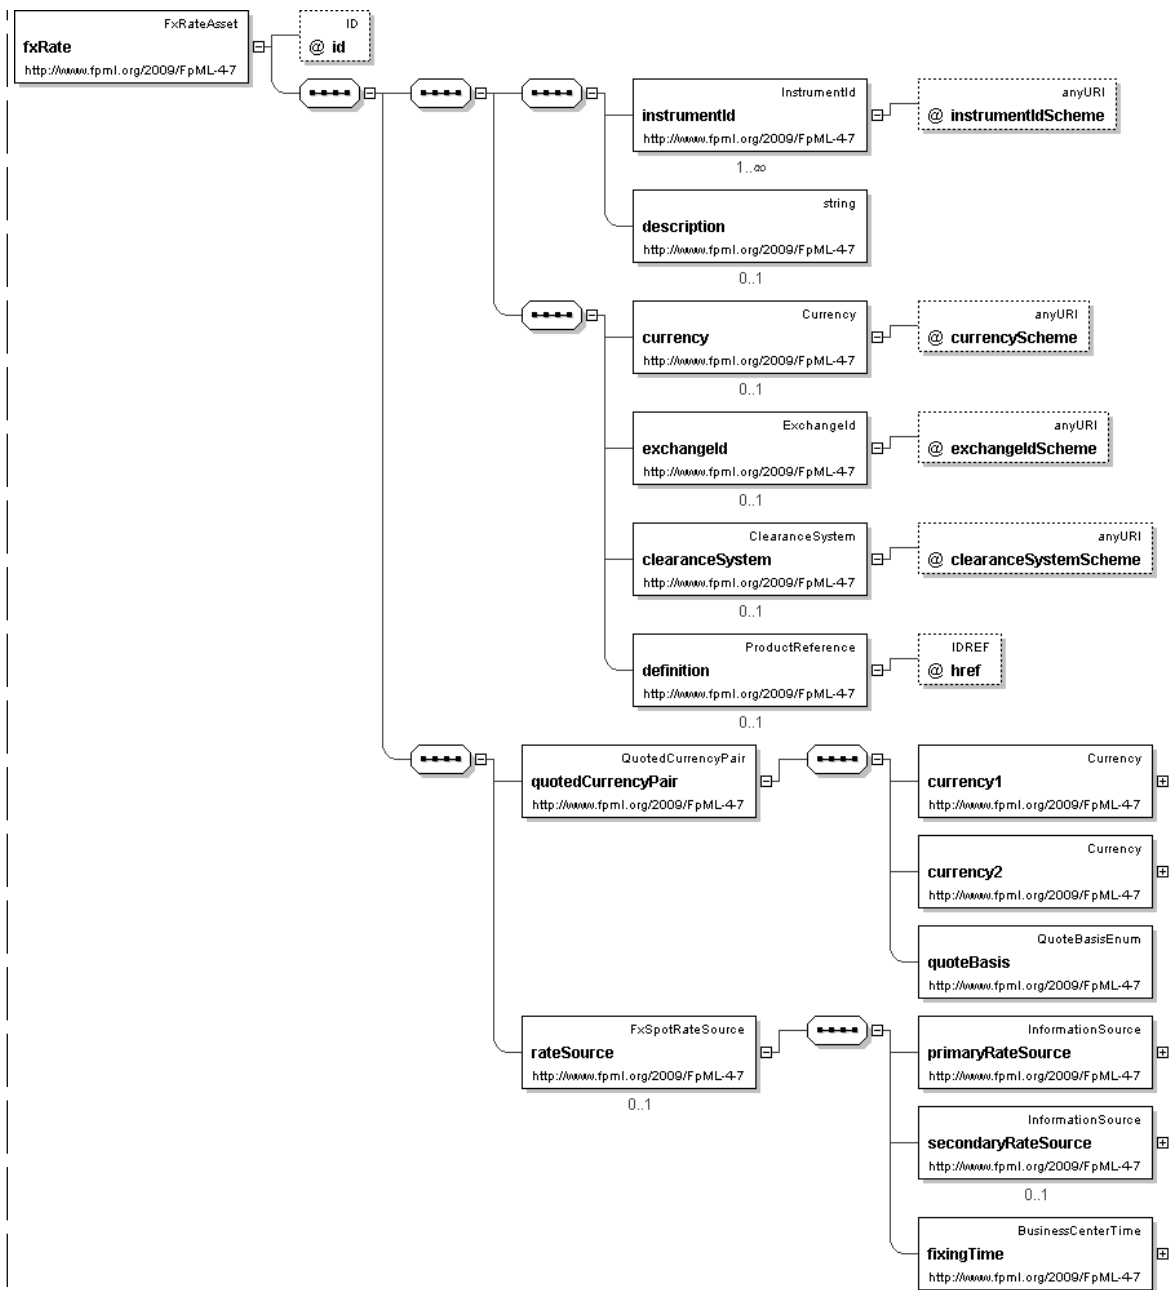 FxRateAsset
fxRate
http://www.fpml.org/2009/FpML-4-7
ID
@ id
InstrumentId
instrumentId
http://www.fpml.org/2009/FpML-4-7
1..∞
anyURI
@ instrumentIdScheme
string
description
http://www.fpml.org/2009/FpML-4-7
0..1
Currency
currency
http://www.fpml.org/2009/FpML-4-7
0..1
anyURI
@ currencyScheme
ExchangeId
exchangeId
http://www.fpml.org/2009/FpML-4-7
0..1
anyURI
@ exchangeIdScheme
ClearanceSystem
clearanceSystem
http://www.fpml.org/2009/FpML-4-7
0..1
anyURI
@ clearanceSystemScheme
ProductReference
definition
http://www.fpml.org/2009/FpML-4-7
0..1
IDREF
@ href
QuotedCurrencyPair
quotedCurrencyPair
http://www.fpml.org/2009/FpML-4-7
Currency
currency1
http://www.fpml.org/2009/FpML-4-7
Currency
currency2
http://www.fpml.org/2009/FpML-4-7
QuoteBasisEnum
quoteBasis
http://www.fpml.org/2009/FpML-4-7
FxSpotRateSource
rateSource
http://www.fpml.org/2009/FpML-4-7
0..1
InformationSource
primaryRateSource
http://www.fpml.org/2009/FpML-4-7
InformationSource
secondaryRateSource
http://www.fpml.org/2009/FpML-4-7
0..1
BusinessCenterTime
fixingTime
http://www.fpml.org/2009/FpML-4-7